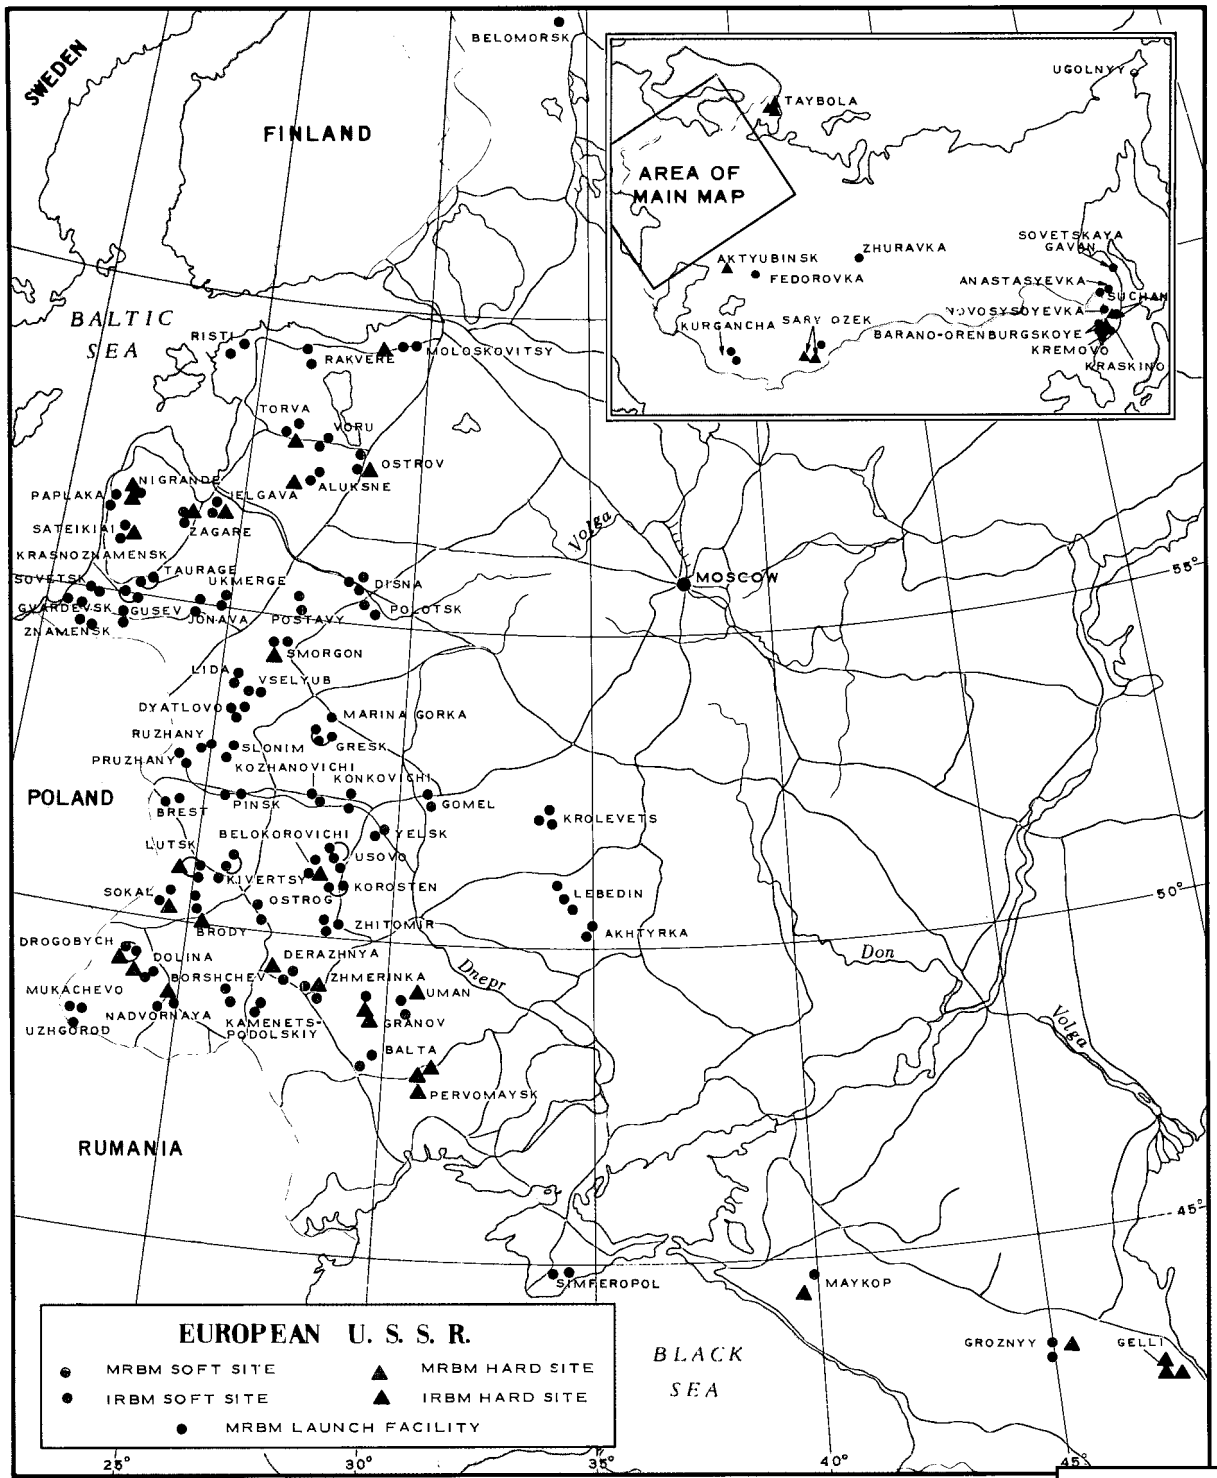 SWEDEN
BELOMORSK
FINLAND
UGOLNYY
TAYBOLA
AREA OF
MAIN MAP
SOVETSKAYA
GAVAN
ZHURAVKA
AKTYUBINSK
FEDOROVKA
ANASTASYEVKA
SUCHAN
NOVOSYSOYEVKA
KURGANCHA
SARY OZEK
BARANO-ORENBURGSKOYE
KREMOVO
KRASKINO
BALTIC
SEA
RISTI
RAKVERE
MOLOSKOVITSY
TORVA
VORU
OSTROV
ALUKSNE
NIGRANDE
PAPLAKA
JELGAVA
SATEIKIAI
ZAGARE
KRASNOZNAMENSK
TAURAGE
SOVETSK
UKMERGE
DISNA
GVARDEVSK
GUSEV
JONAVA
POSTAVY
POLOTSK
ZNAMENSK
Volga
MOSCOW
55°
SMORGON
LIDA
VSELYUB
DYATLOVO
MARINA GORKA
RUZHANY
SLONIM
GRESK
PRUZHANY
KOZHANOVICHI
KONKOVICHI
POLAND
BREST
PINSK
GOMEL
KROLEVETS
BELOKOROVICHI
YELSK
LUTSK
USOVO
KIVERTSY
KOROSTEN
SOKAL
OSTROG
LEBEDIN
50°
BRODY
ZHITOMIR
AKHTYRKA
DROGOBYCH
DOLINA
DERAZHNYA
Don
BORSHCHEV
ZHMERINKA
Dnepr
MUKACHEVO
UMAN
NADVORNAYA
KAMENETS-
PODOLSKIY
GRANOV
UZHGOROD
Volga
BALTA
PERVOMAYSK
RUMANIA
45°
SIMFEROPOL
MAYKOP
GROZNYY
GELLI
BLACK
SEA
EUROPEAN U. S. S. R.
MRBM SOFT SITE
MRBM HARD SITE
IRBM SOFT SITE
IRBM HARD SITE
MRBM LAUNCH FACILITY
25°
30°
35°
40°
45°